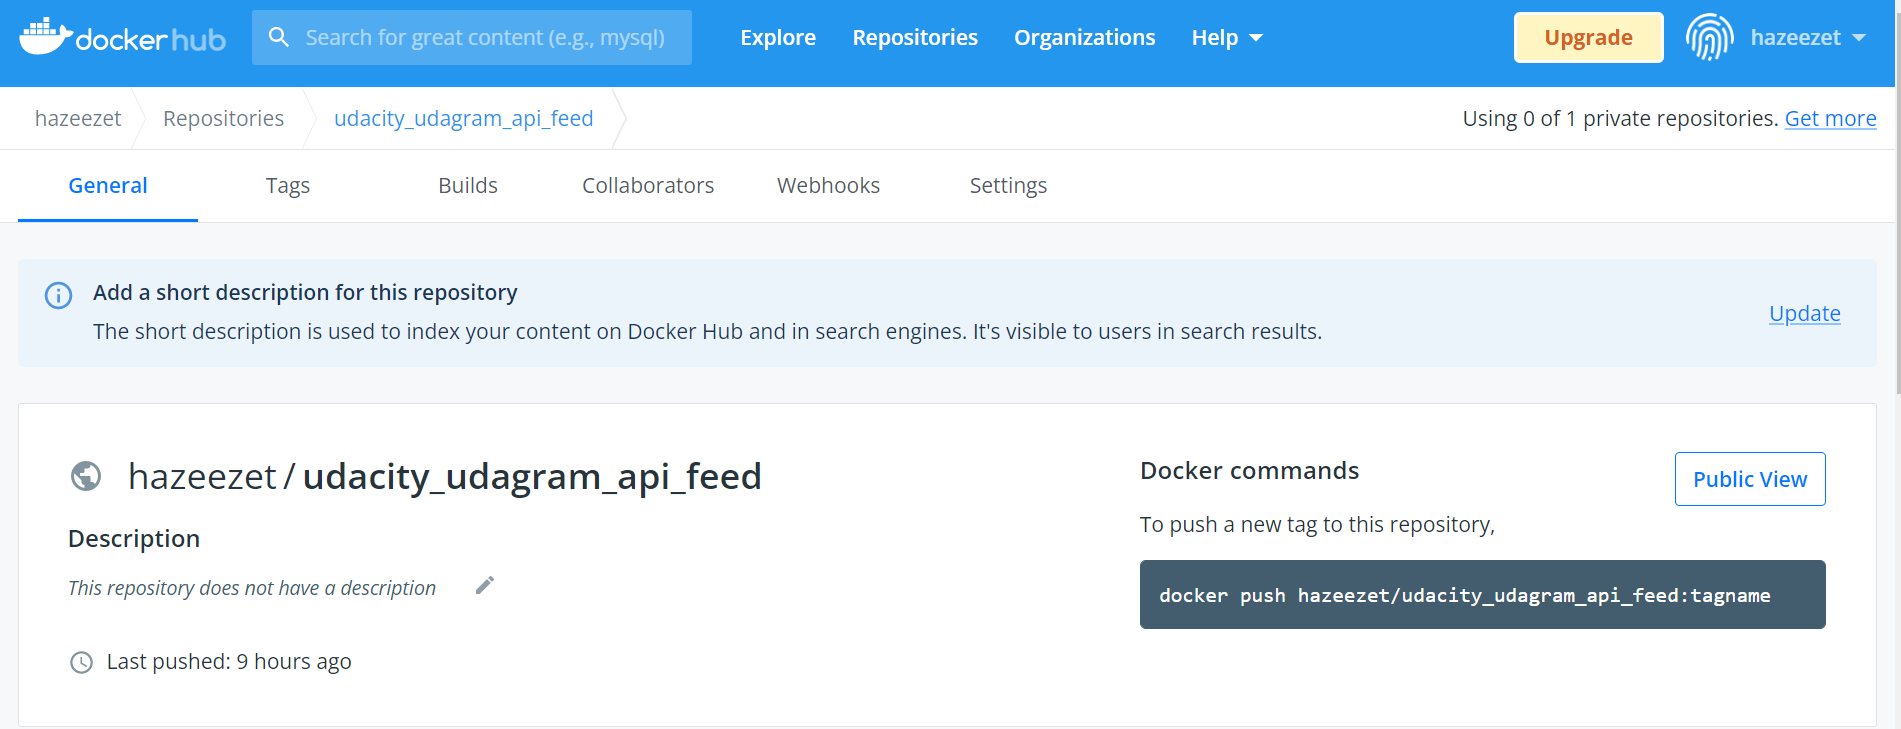 docker hub
Search for great content (e.g., mysql)
Explore Repositories Organizations Help
Upgrade
hazeezet
hazeezet Repositories udacity_udagram_api_feed
Using 0 of 1 private repositories. Get more
General Tags Builds Collaborators Webhooks Settings
Add a short description for this repository
The short description is used to index your content on Docker Hub and in search engines. It's visible to users in search results.
Update
hazeezet / udacity_udagram_api_feed
Description
This repository does not have a description
Last pushed: 9 hours ago
Docker commands
Public View
To push a new tag to this repository,
docker push hazeezet/udacity_udagram_api_feed:tagname